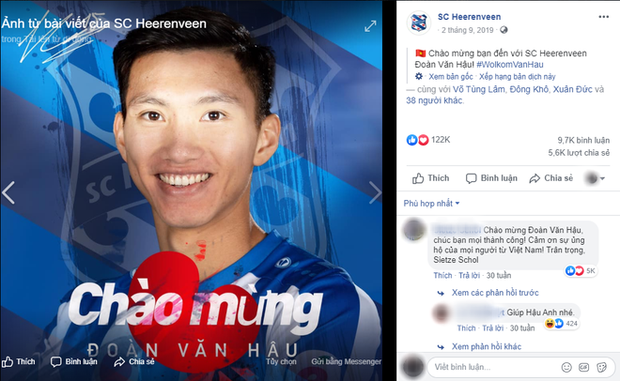 Ảnh từ bài viết của SC Heerenveen
trong Tải lên từ di động
SC H
Chào mừng
ĐOÀN VĂN HẬU
Thích Bình luận Chia sẻ Tùy chọn Gửi bằng Messenger
SC Heerenveen
2 tháng 9, 2019
Chào mừng bạn đến với SC Heerenveen
Đoàn Văn Hậu! #WolkomVanHau
Xem bản gốc · Xếp hạng bản dịch này
— cùng với Võ Tùng Lâm, Đông Khô, Xuân Đức và
38 người khác.
122K
9,7K bình luận
5,6K lượt chia sẻ
Thích Bình luận Chia sẻ
Phù hợp nhất
Chào mừng Đoàn Văn Hậu,
chúc bạn mọi thành công! Cảm ơn sự ủng
hộ của mọi người từ Việt Nam! Trân trọng,
Sietze Schol
5K
Thích · Trả lời · 30 tuần
Xem các phản hồi trước
Giúp Hậu Anh nhé.
424
Thích · Trả lời · 30 tuần
Xem phản hồi khác
Viết bình luận...